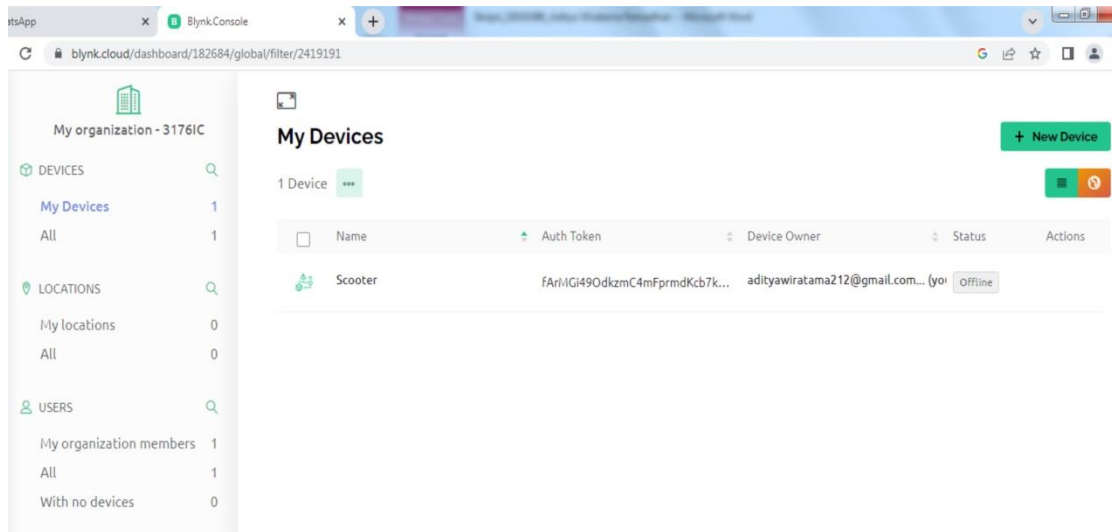 atsApp
Blynk.Console
blynk.cloud/dashboard/182684/global/filter/2419191
My organization - 3176IC
DEVICES
My Devices 1
All 1
LOCATIONS
My locations 0
All 0
USERS
My organization members 1
All 1
With no devices 0
My Devices
+ New Device
1 Device
Name Auth Token Device Owner Status Actions
Scooter fArMGi49OdkzmC4mFprmdKcb7k... adityawiratama212@gmail.com... (you Offline